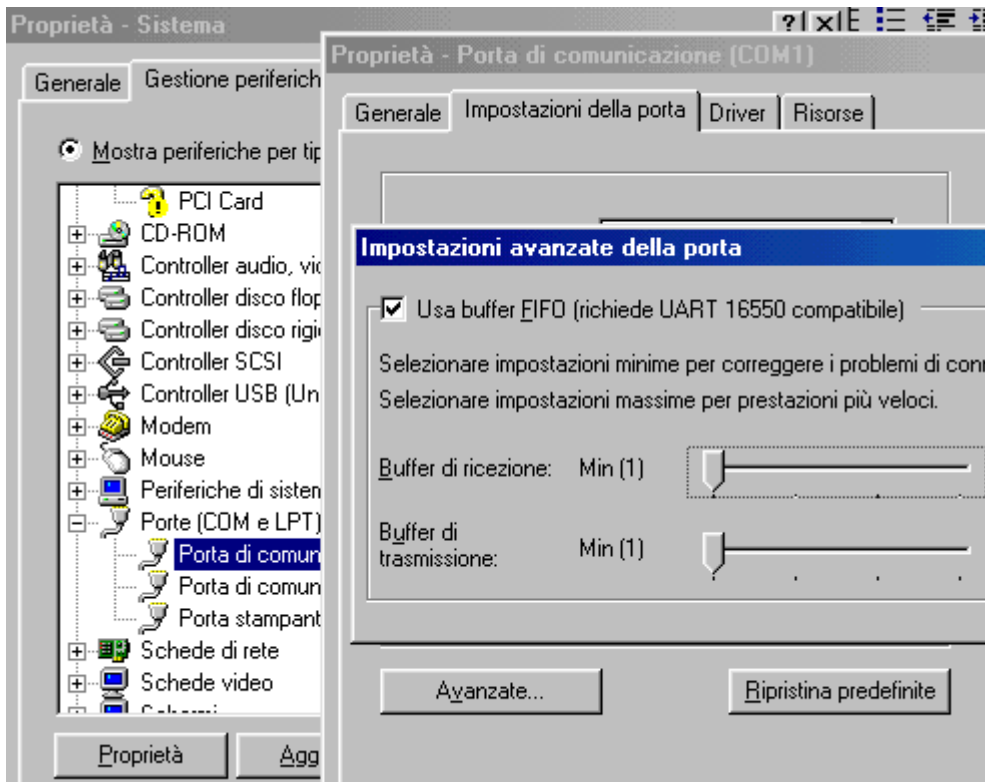 Proprietà - Sistema
Generale
Gestione periferich
Mostra periferiche per tip
PCI Card
CD-ROM
Controller audio, vid
Controller disco flop
Controller disco rigi
Controller SCSI
Controller USB (Un
Modem
Mouse
Periferiche di sistem
Porte (COM e LPT)
Porta di comun
Porta di comun
Porta stampant
Schede di rete
Schede video
Proprietà
Agg
Proprietà - Porta di comunicazione (COM1)
Generale
Impostazioni della porta
Driver
Risorse
Impostazioni avanzate della porta
Usa buffer FIFO (richiede UART 16550 compatibile)
Selezionare impostazioni minime per correggere i problemi di conn
Selezionare impostazioni massime per prestazioni più veloci.
Buffer di ricezione: Min (1)
Buffer di
trasmissione: Min (1)
Avanzate...
Ripristina predefinite